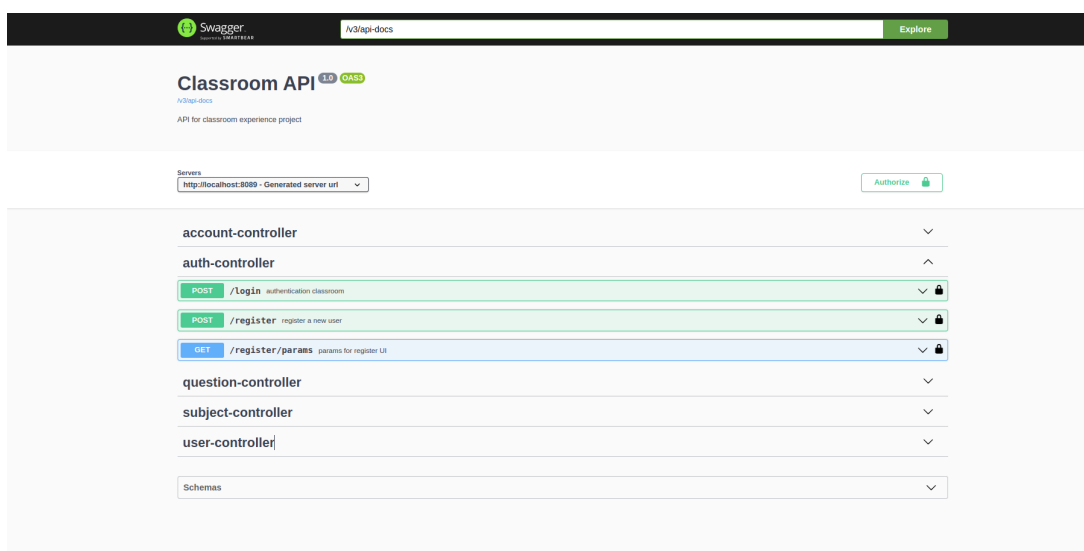 Swagger.
Supported by SMARTBEAR
/v3/api-docs
Explore
Classroom API 1.0 OAS3
/v3/api-docs
API for classroom experience project
Servers
http://localhost:8089 - Generated server url
Authorize
account-controller
auth-controller
POST /login authentication classroom
POST /register register a new user
GET /register/params params for register UI
question-controller
subject-controller
user-controller
Schemas